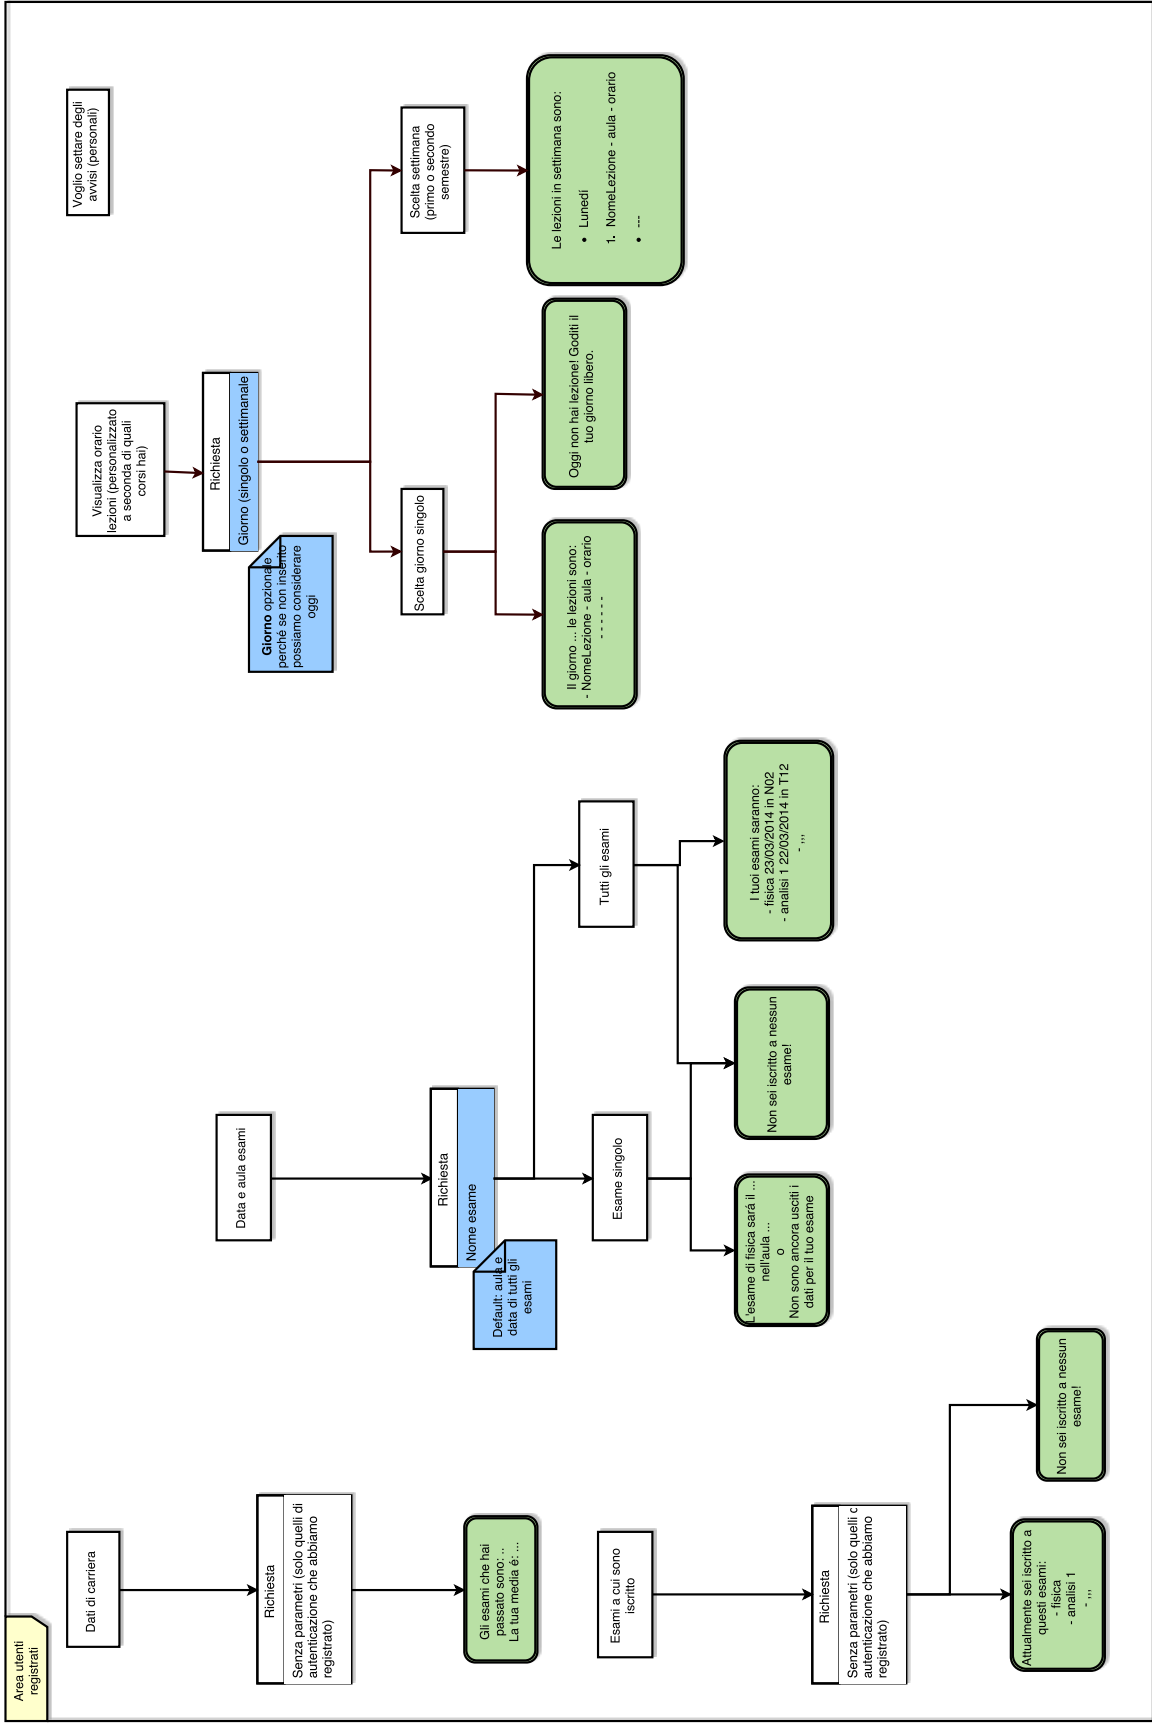 Area utenti
registrati
Dati di carriera
Richiesta
Senza parametri (solo quelli di
autenticazione che abbiamo
registrato)
Gli esami che hai
passato sono: ..
La tua media é: ...
Esami a cui sono
iscritto
Richiesta
Senza parametri (solo quelli
autenticazione che abbiamo
registrato)
Attualmente sei iscritto a
questi esami:
- fisica
- analisi 1
- ,,,
Non sei iscritto a nessun
esame!
Data e aula esami
Richiesta
Nome esame
Default: aula e
data di tutti gli
esami
Esame singolo
Tutti gli esami
L'esame di fisica sará il ...
nell'aula ...
o
Non sono ancora usciti i
dati per il tuo esame
Non sei iscritto a nessun
esame!
I tuoi esami saranno:
- fisica 23/03/2014 in N02
- analisi 1 22/03/2014 in T12
- ,,,
Visualizza orario
lezioni (personalizzato
a seconda di quali
corsi hai)
Richiesta
Giorno (singolo o settimanale
Giorno opzionale
perché se non inserito
possiamo considerare
oggi
Scelta giorno singolo
Scelta settimana
(primo o secondo
semestre)
Il giorno ... le lezioni sono:
- NomeLezione - aula - orario
- - - - - -
Oggi non hai lezione! Goditi il
tuo giorno libero.
Le lezioni in settimana sono:
• Lunedí
1. NomeLezione - aula - orario
• ---
Voglio settare degli
avvisi (personali)